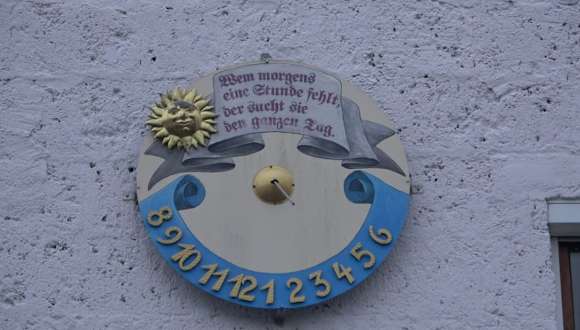 Wem morgens
eine Stunde fehlt,
der sucht sie
den ganzen Tag.
8 9 10 11 12 1 2 3 4 5 6